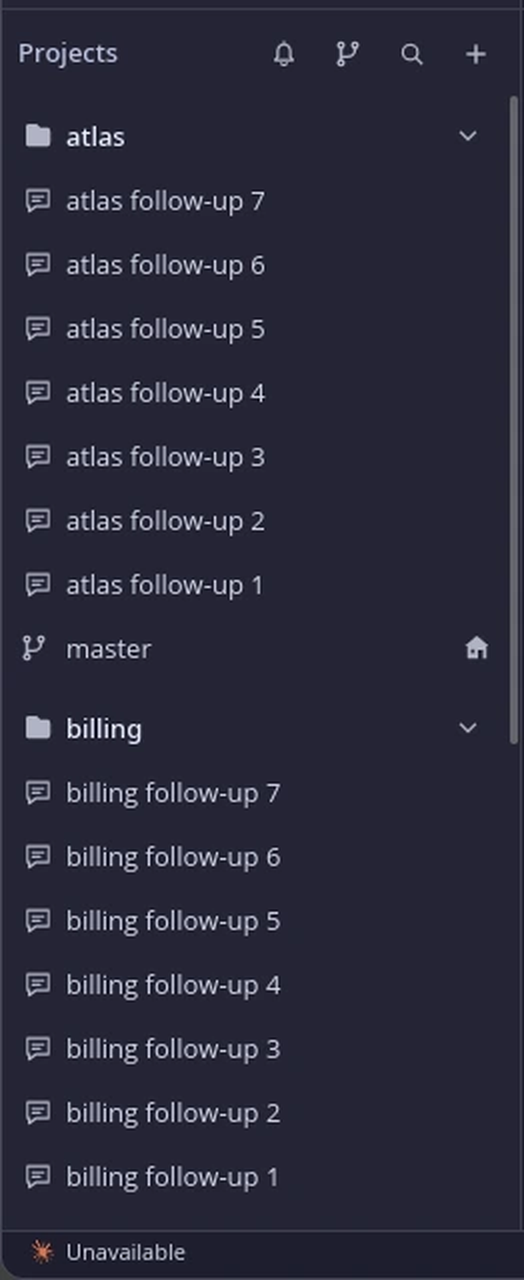 Projects
atlas
atlas follow-up 7
atlas follow-up 6
atlas follow-up 5
atlas follow-up 4
atlas follow-up 3
atlas follow-up 2
atlas follow-up 1
master
billing
billing follow-up 7
billing follow-up 6
billing follow-up 5
billing follow-up 4
billing follow-up 3
billing follow-up 2
billing follow-up 1
Unavailable